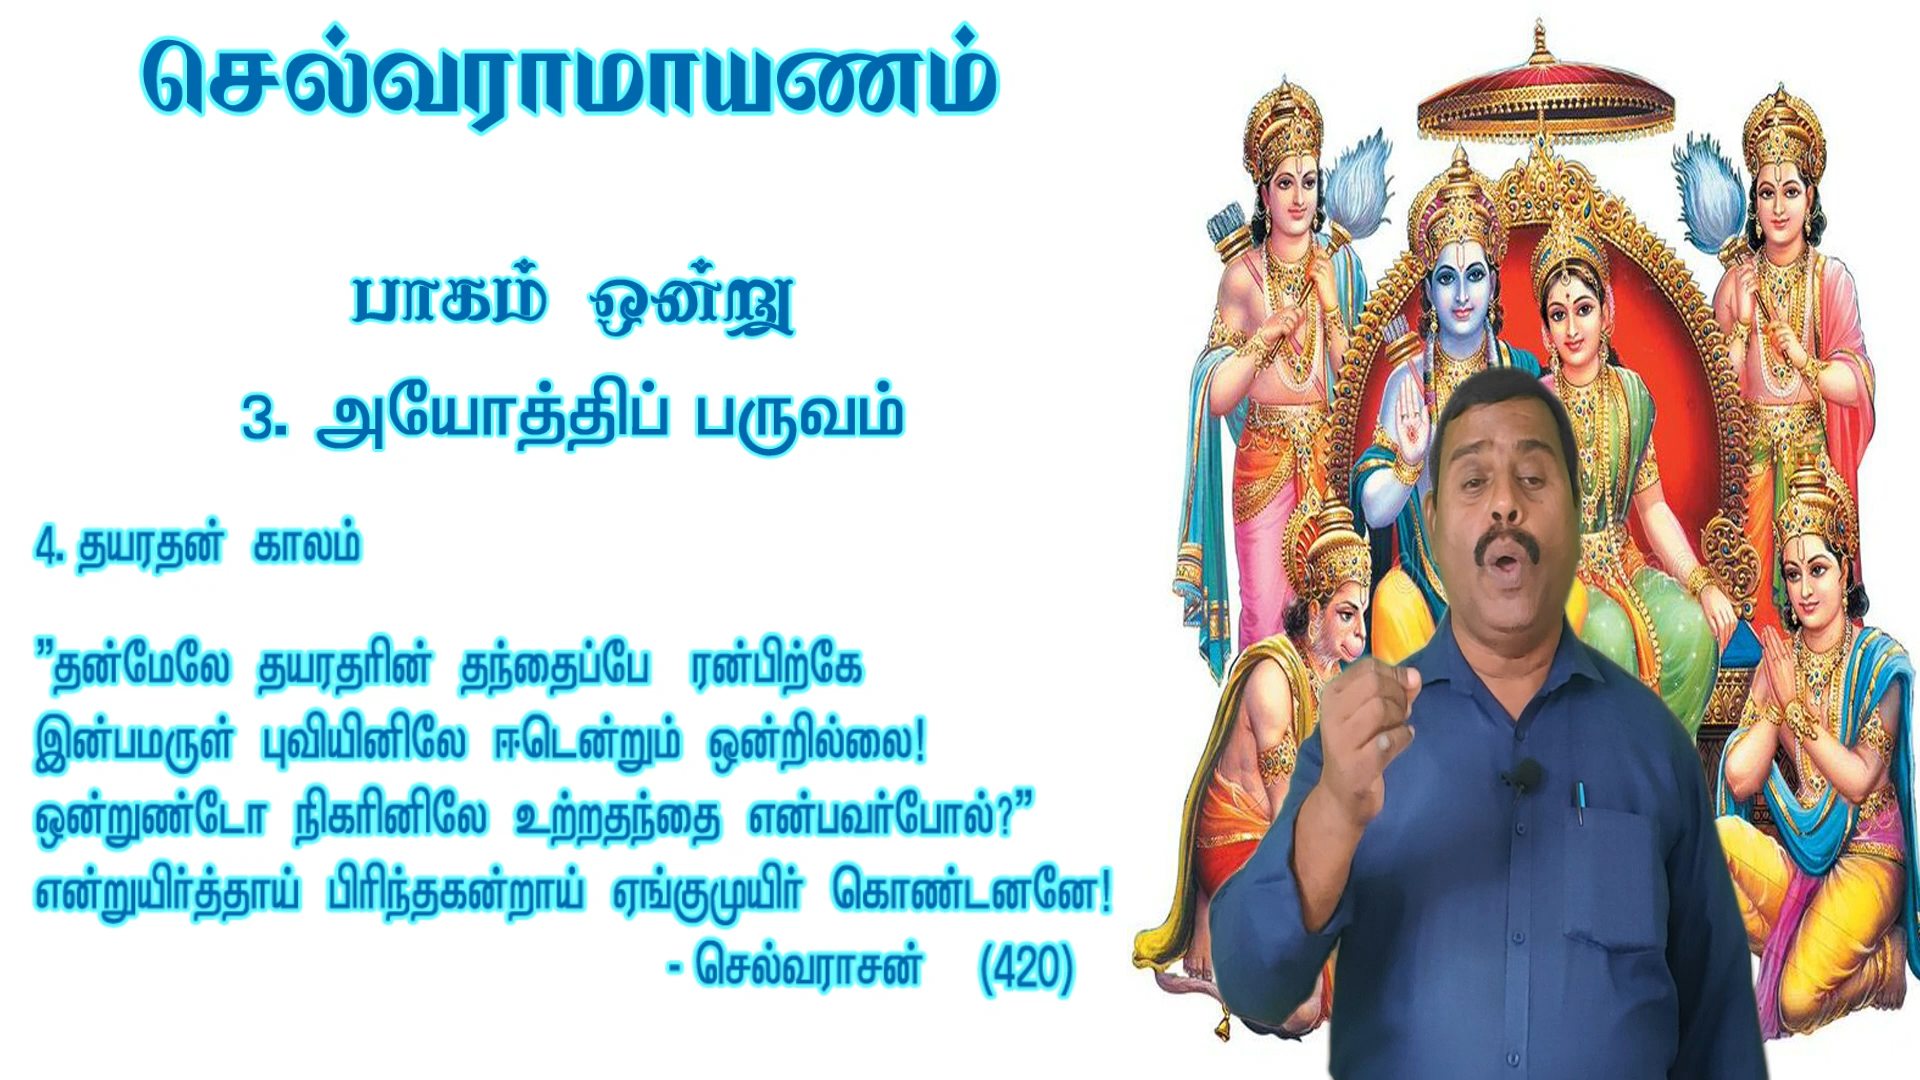 செல்வராமாயணம்
பாகம் ஒன்று
3. அயோத்திப் பருவம்
4. தயரதன் காலம்
”தன்மேலே தயரதரின் தந்தைப்பே ரன்பிற்கே
இன்பமருள் புவியினிலே ஈடென்றும் ஒன்றில்லை!
ஒன்றுண்டோ நிகரினிலே உற்றதந்தை என்பவர்போல்?”
என்றுயிர்த்தாய் பிரிந்தகன்றாய் ஏங்குமுயிர் கொண்டனனே!
- செல்வராசன் (420)